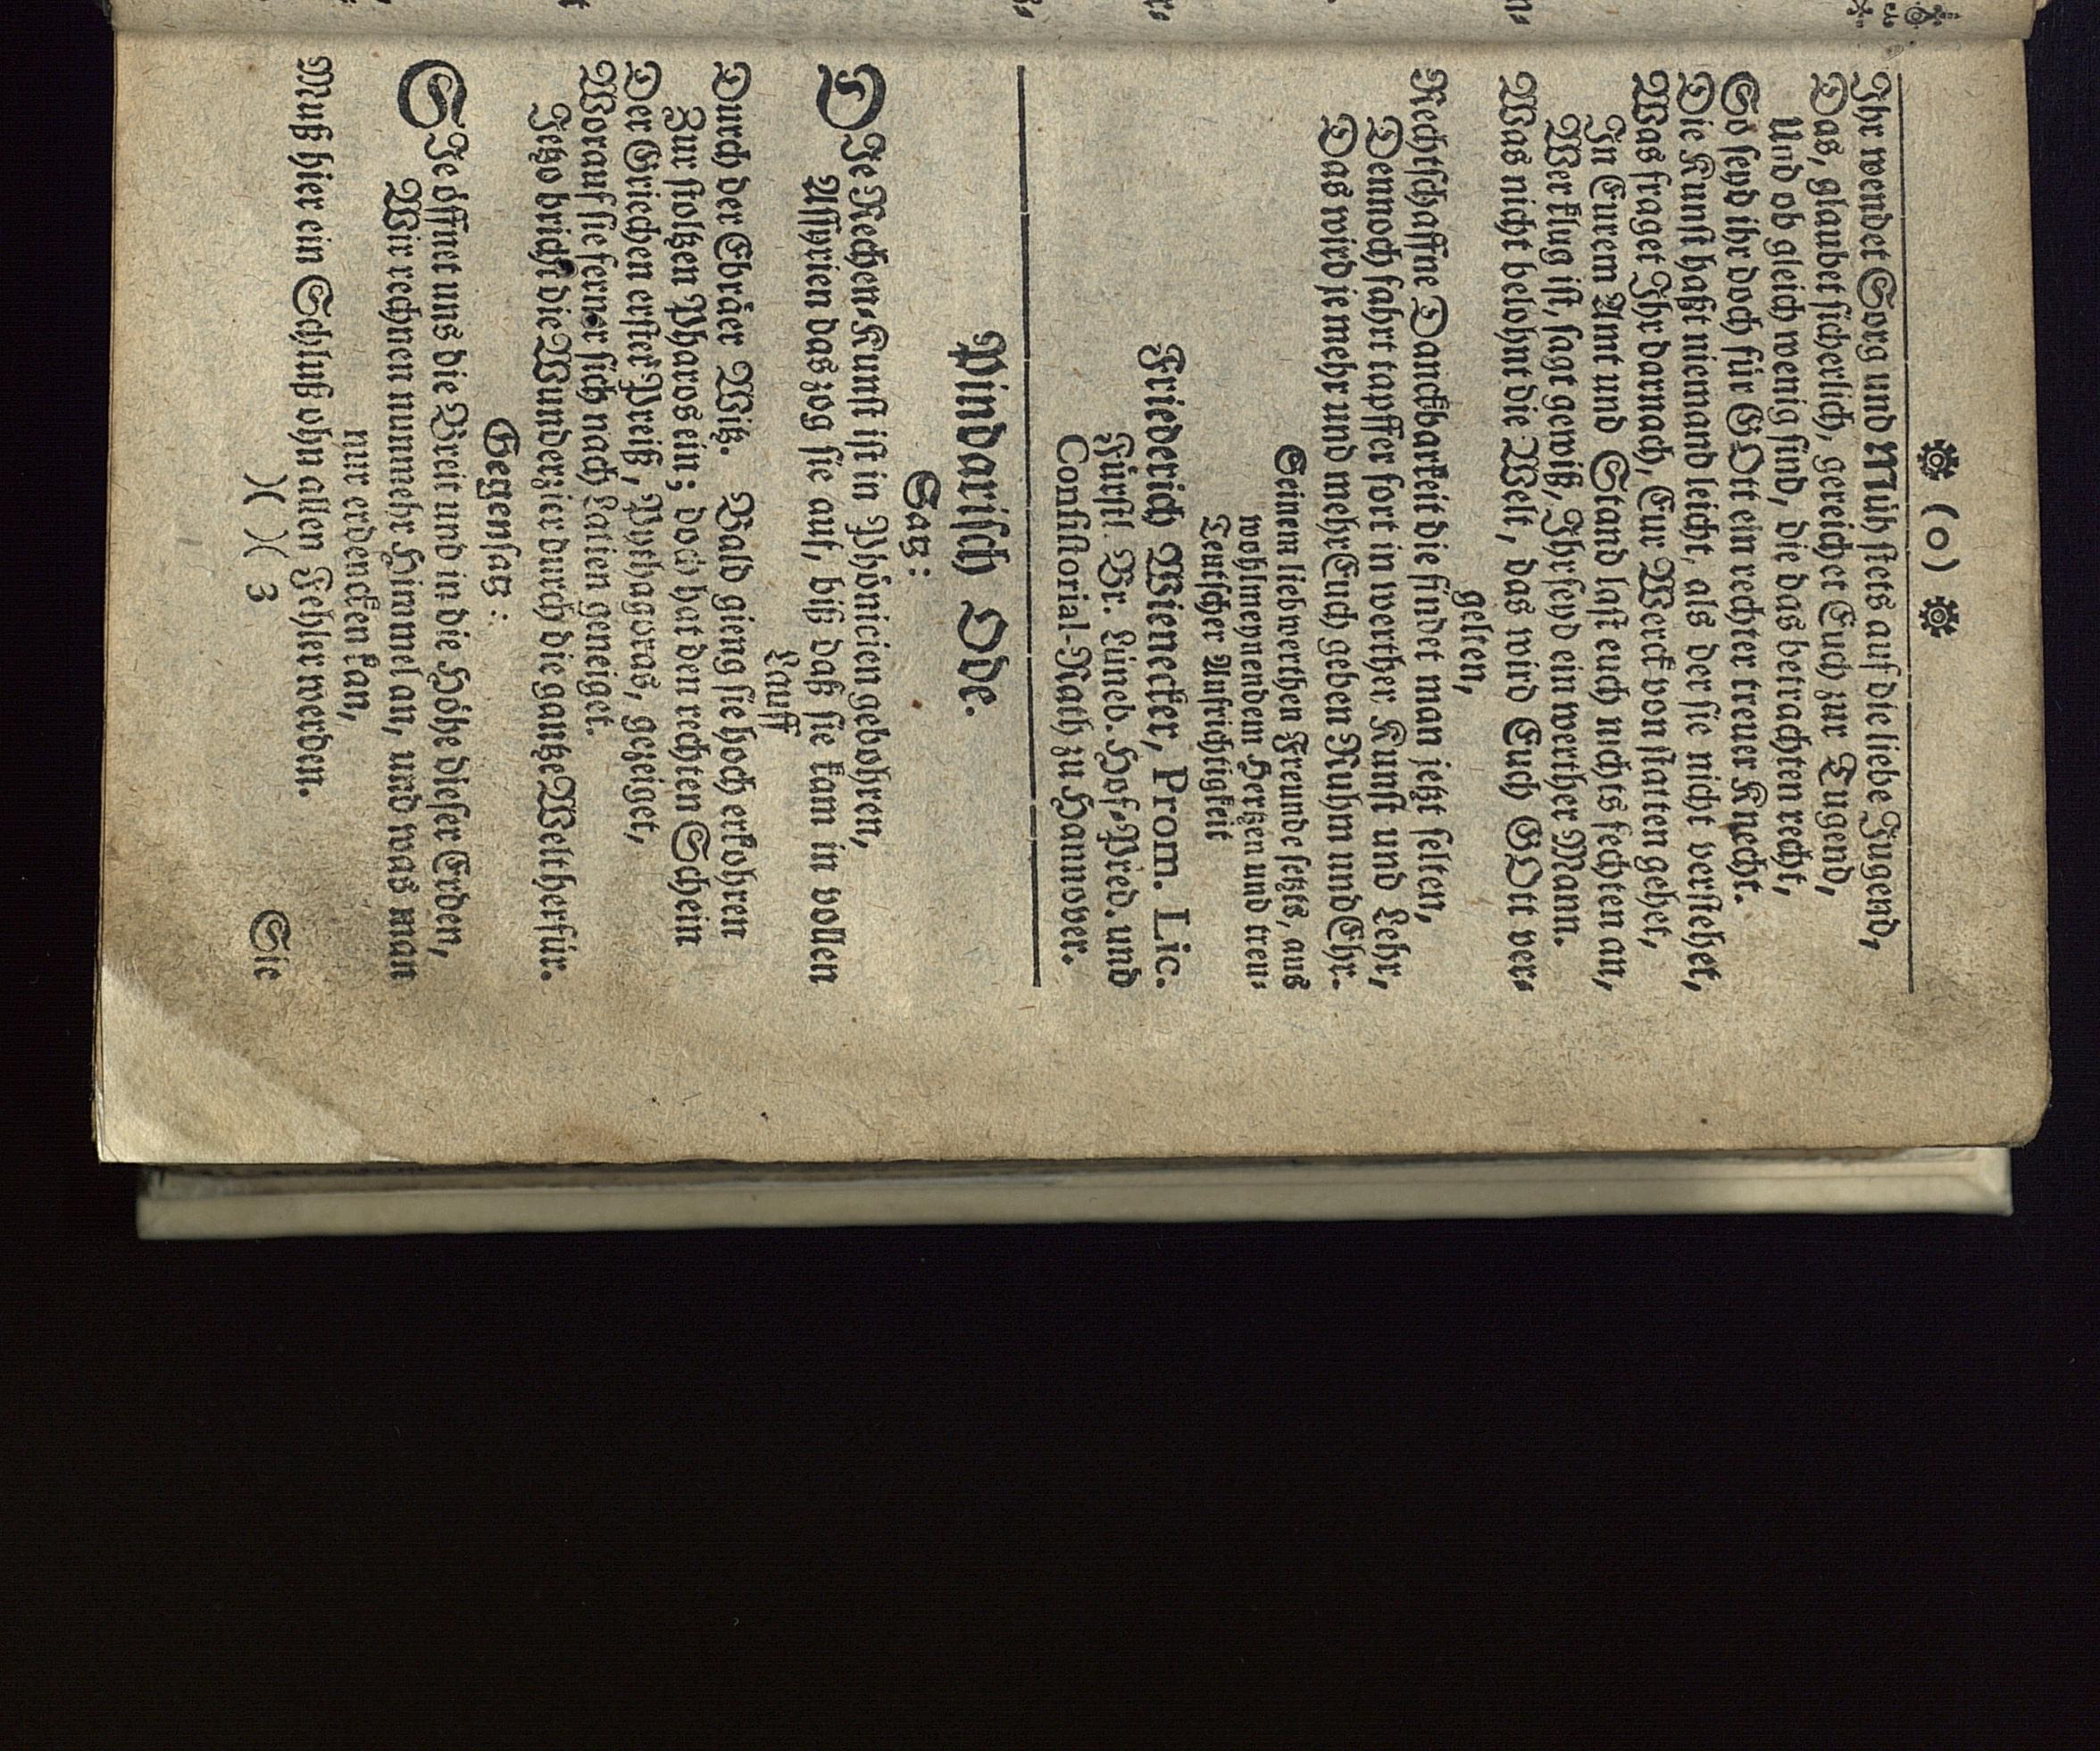 ❁ (o) ❁
Ihr wendet Sorg und Müh stets auf die liebe Jugend,
Das, glaubet sicherlich, gereichet Euch zur Tugend,
Und ob gleich wenig sind, die das betrachten recht,
So seyd ihr doch für GOtt ein rechter treuer Knecht.
Die Kunst haßt niemand leicht, als der sie nicht verstehet,
Was fraget Ihr darnach, Eur Werck von statten gehet,
In Eurem Amt und Stand last euch nichts fechten an,
Wer klug ist, sagt gewiß, Ihr seyd ein werther Mann.
Was nicht belohnt die Welt, das wird Euch GOtt ver-
gelten,
Rechtschaffne Danckbarkeit die findet man jetzt selten,
Dennoch fahrt tapffer fort in werther Kunst und Lehr,
Das wird je mehr und mehr Euch geben Ruhm und Ehr.
Seinem liebwerthen Freunde setzts, aus
wohlmeynendem Hertzen und treu-
Teutscher Aufrichtigkeit
Friederich Wienecker, Prom. Lic.
Fürstl. Br. Lüneb. Hof-Pred. und
Consistorial-Rath zu Hannover.
Pindarisch Ode.
Satz:
DIe Rechen-Kunst ist in Phönicien gebohren,
Assyrien das zog sie auf, biß daß sie kann in vollen
Lauff
Durch der Ebräer Witz. Bald gieng sie hoch erkohren
Zur stoltzen Pharos ein; doch hat den rechten Schein
Der Griechen erster Preiß, Pythagoras, gezeiget,
Worauf sie ferner sich nach Latien geneiget.
Jetzo bricht die Wunderzier durch die gantze Welt herfür.
Gegensatz:
SIe öffnet uns die Breit und in die Höhe dieser Erden,
Wir rechnen nunmehr Himmel an, und was man
nur erdencken kan,
Muß hier ein Schluß ohn allen Fehler werden.
)( )( 3
Sie